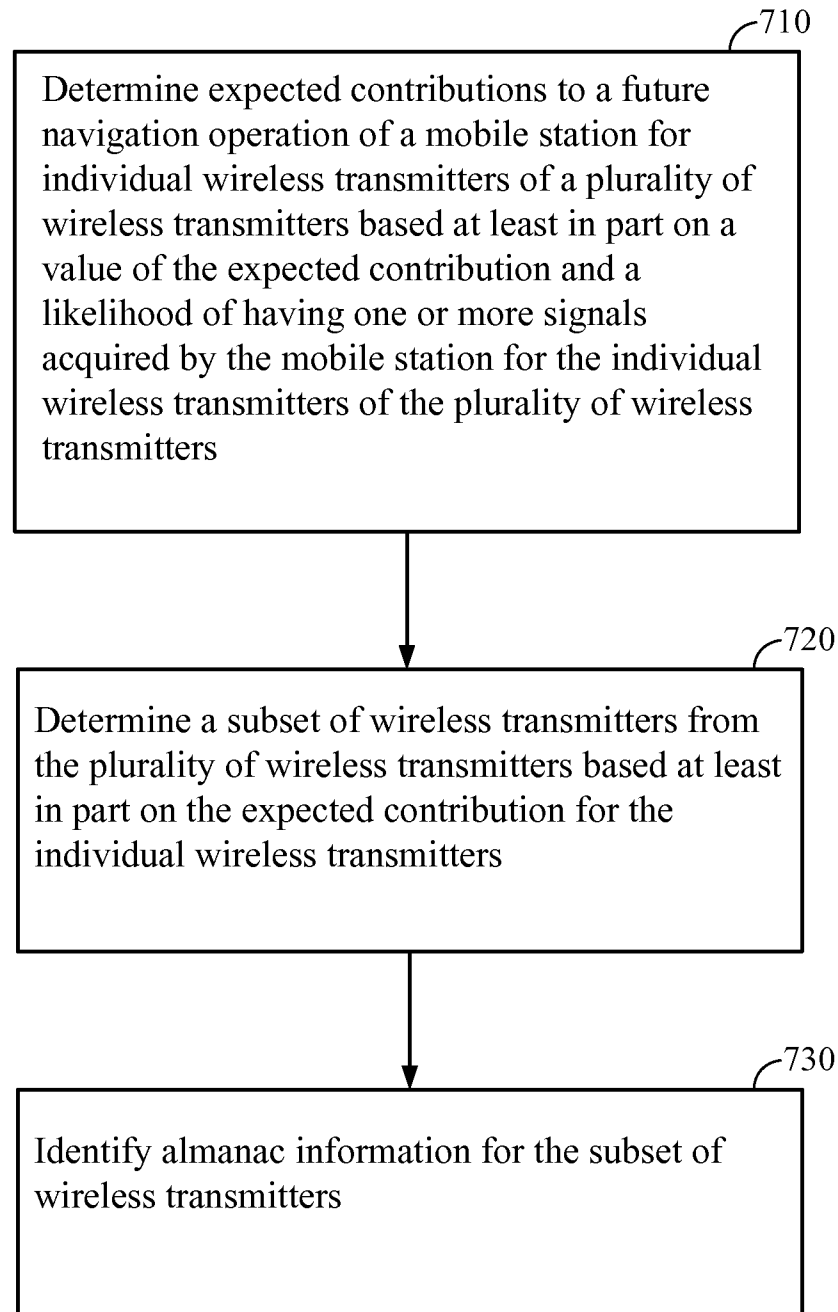 710
Determine expected contributions to a future
navigation operation of a mobile station for
individual wireless transmitters of a plurality of
wireless transmitters based at least in part on a
value of the expected contribution and a
likelihood of having one or more signals
acquired by the mobile station for the individual
wireless transmitters of the plurality of wireless
transmitters
720
Determine a subset of wireless transmitters from
the plurality of wireless transmitters based at least
in part on the expected contribution for the
individual wireless transmitters
730
Identify almanac information for the subset of
wireless transmitters